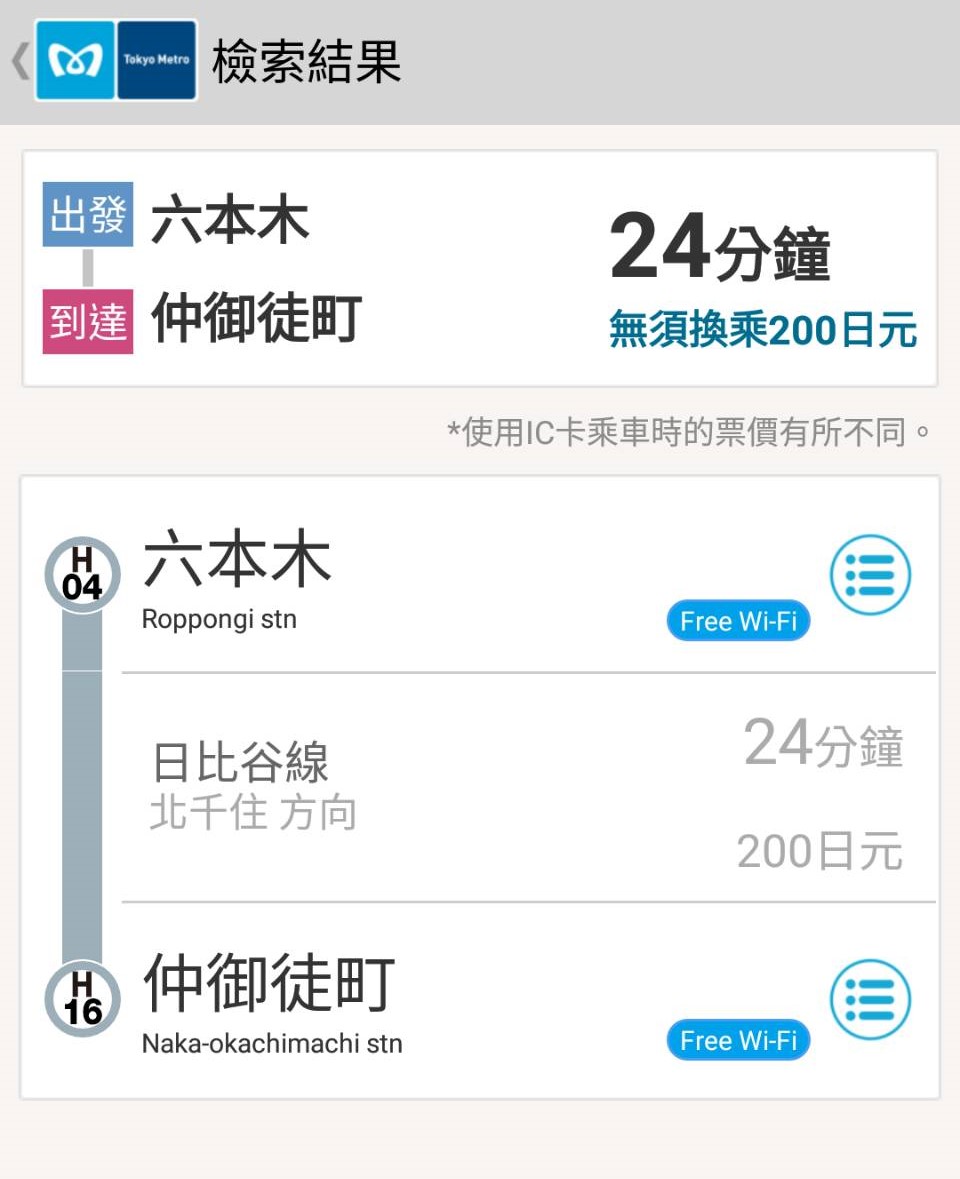 Tokyo Metro 檢索結果
出發 六本木
到達 仲御徒町
24分鐘
無須換乘200日元
*使用IC卡乘車時的票價有所不同。
H
04
六本木
Roppongi stn
Free Wi-Fi
日比谷線
北千住 方向
24分鐘
200日元
H
16
仲御徒町
Naka-okachimachi stn
Free Wi-Fi